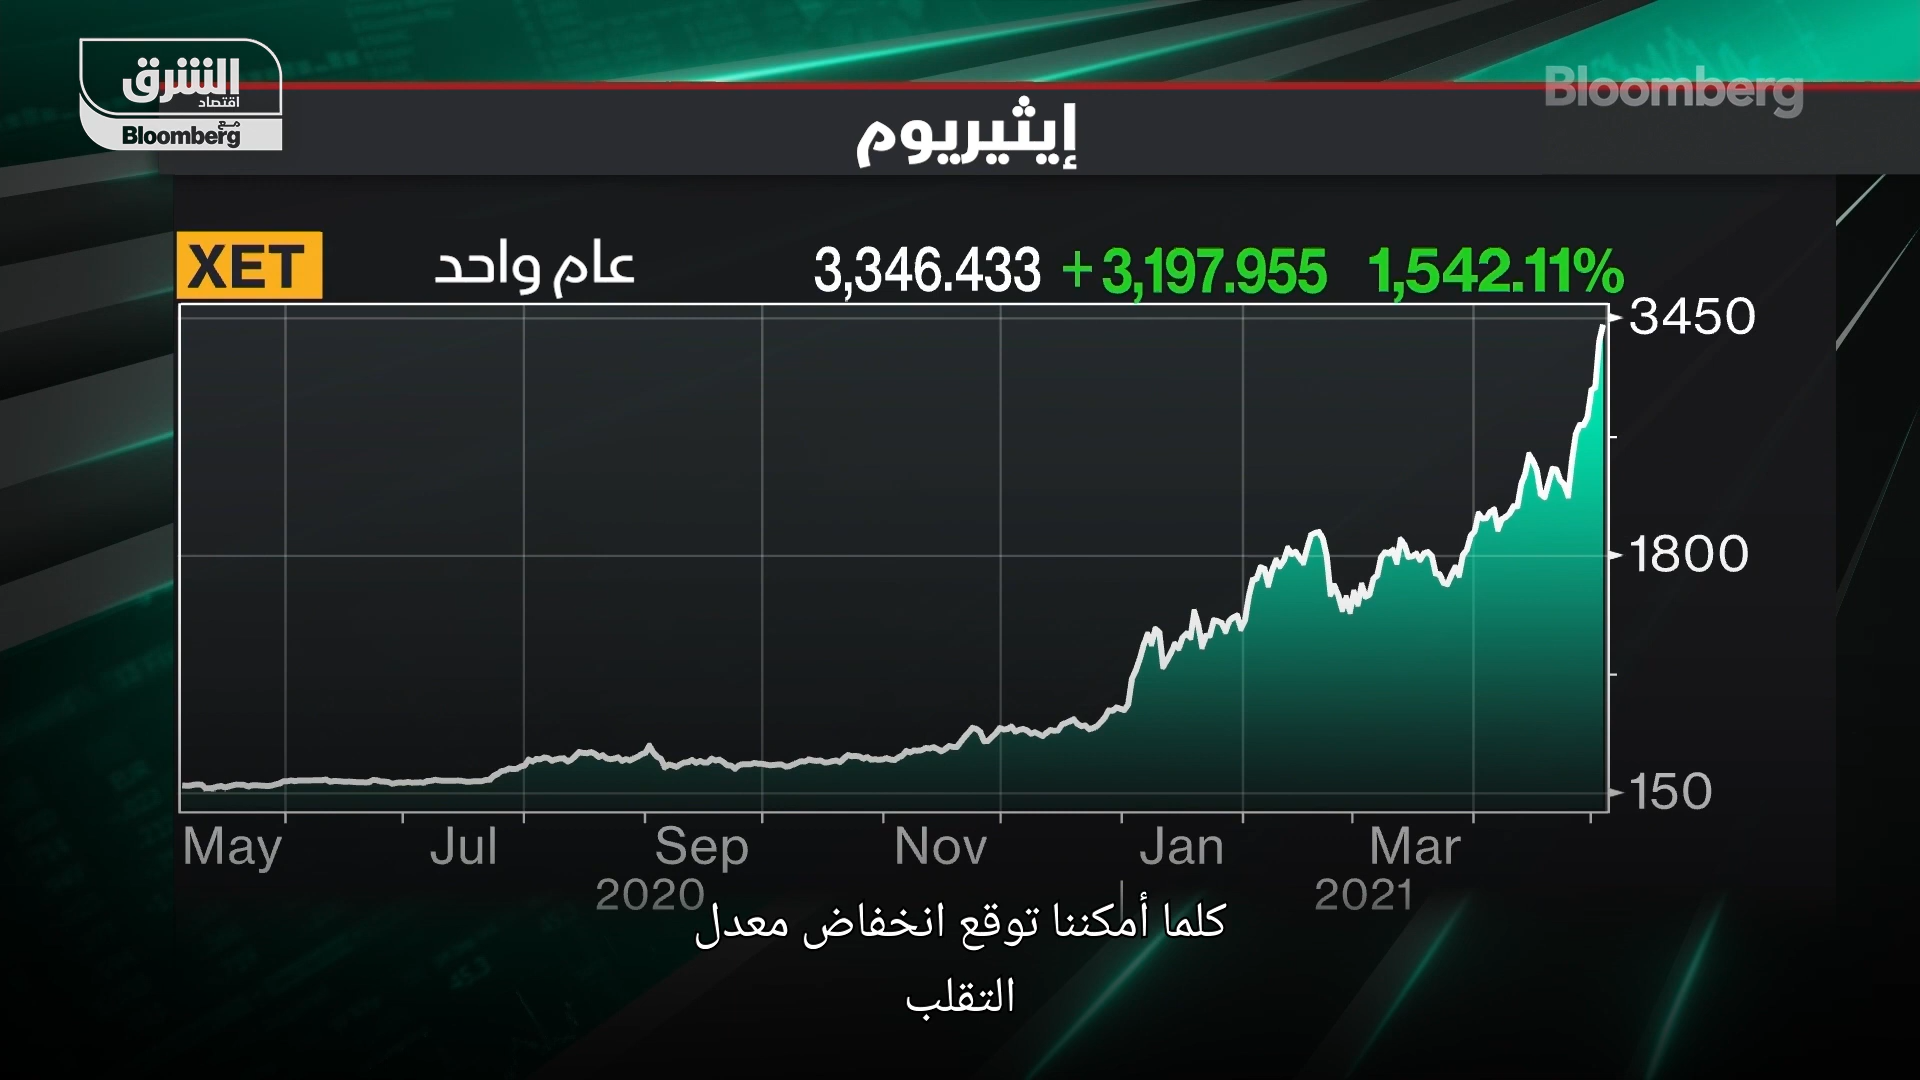 الشرق
اقتصاد
مع
Bloomberg
Bloomberg
إيثيريوم
XET عام واحد 3,346.433 +3,197.955 1,542.11%
3450
1800
150
May Jul Sep Nov Jan Mar
2020 2021
كلما أمكننا توقع انخفاض معدل
التقلب